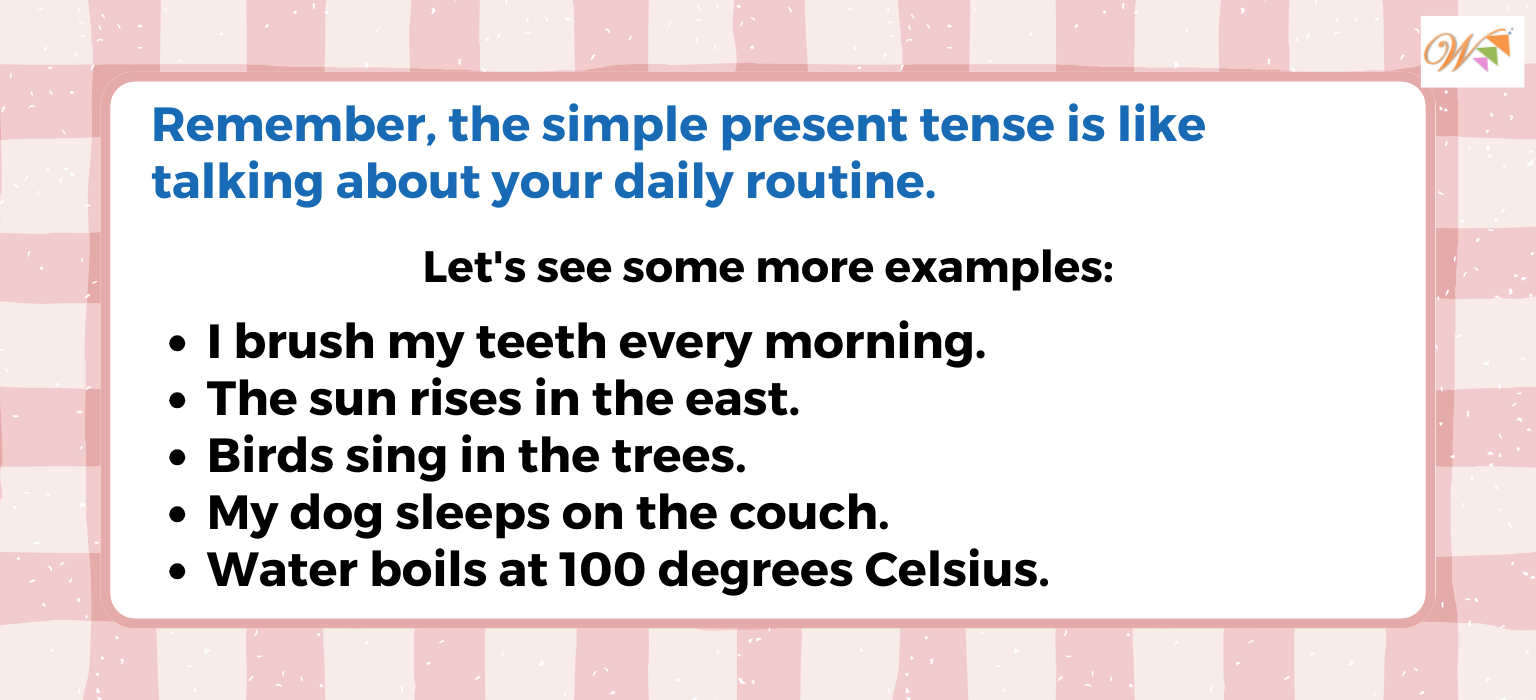 W
Remember, the simple present tense is like
talking about your daily routine.
Let's see some more examples:
• I brush my teeth every morning.
• The sun rises in the east.
• Birds sing in the trees.
• My dog sleeps on the couch.
• Water boils at 100 degrees Celsius.